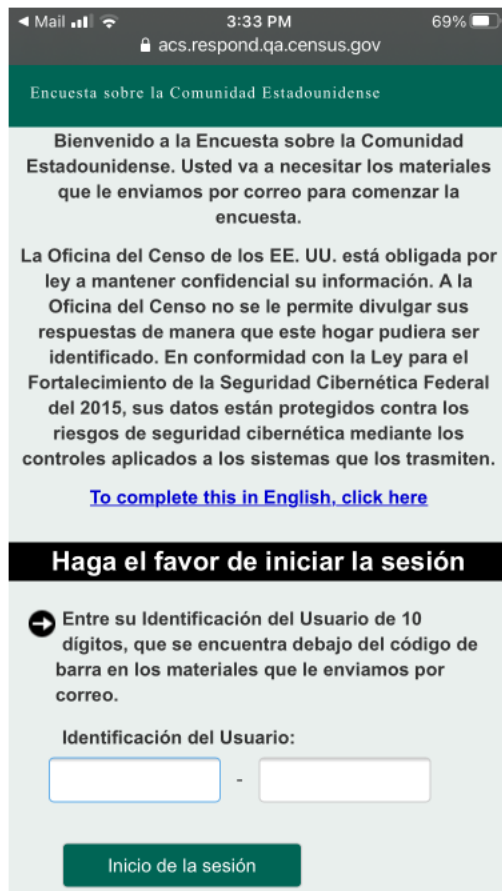 Mail 3:33 PM 69%
acs.respond.qa.census.gov
Encuesta sobre la Comunidad Estadounidense
Bienvenido a la Encuesta sobre la Comunidad
Estadounidense. Usted va a necesitar los materiales
que le enviamos por correo para comenzar la
encuesta.
La Oficina del Censo de los EE. UU. está obligada por
ley a mantener confidencial su información. A la
Oficina del Censo no se le permite divulgar sus
respuestas de manera que este hogar pudiera ser
identificado. En conformidad con la Ley para el
Fortalecimiento de la Seguridad Cibernética Federal
del 2015, sus datos están protegidos contra los
riesgos de seguridad cibernética mediante los
controles aplicados a los sistemas que los trasmiten.
To complete this in English, click here
Haga el favor de iniciar la sesión
Entre su Identificación del Usuario de 10
dígitos, que se encuentra debajo del código de
barra en los materiales que le enviamos por
correo.
Identificación del Usuario:
-
Inicio de la sesión